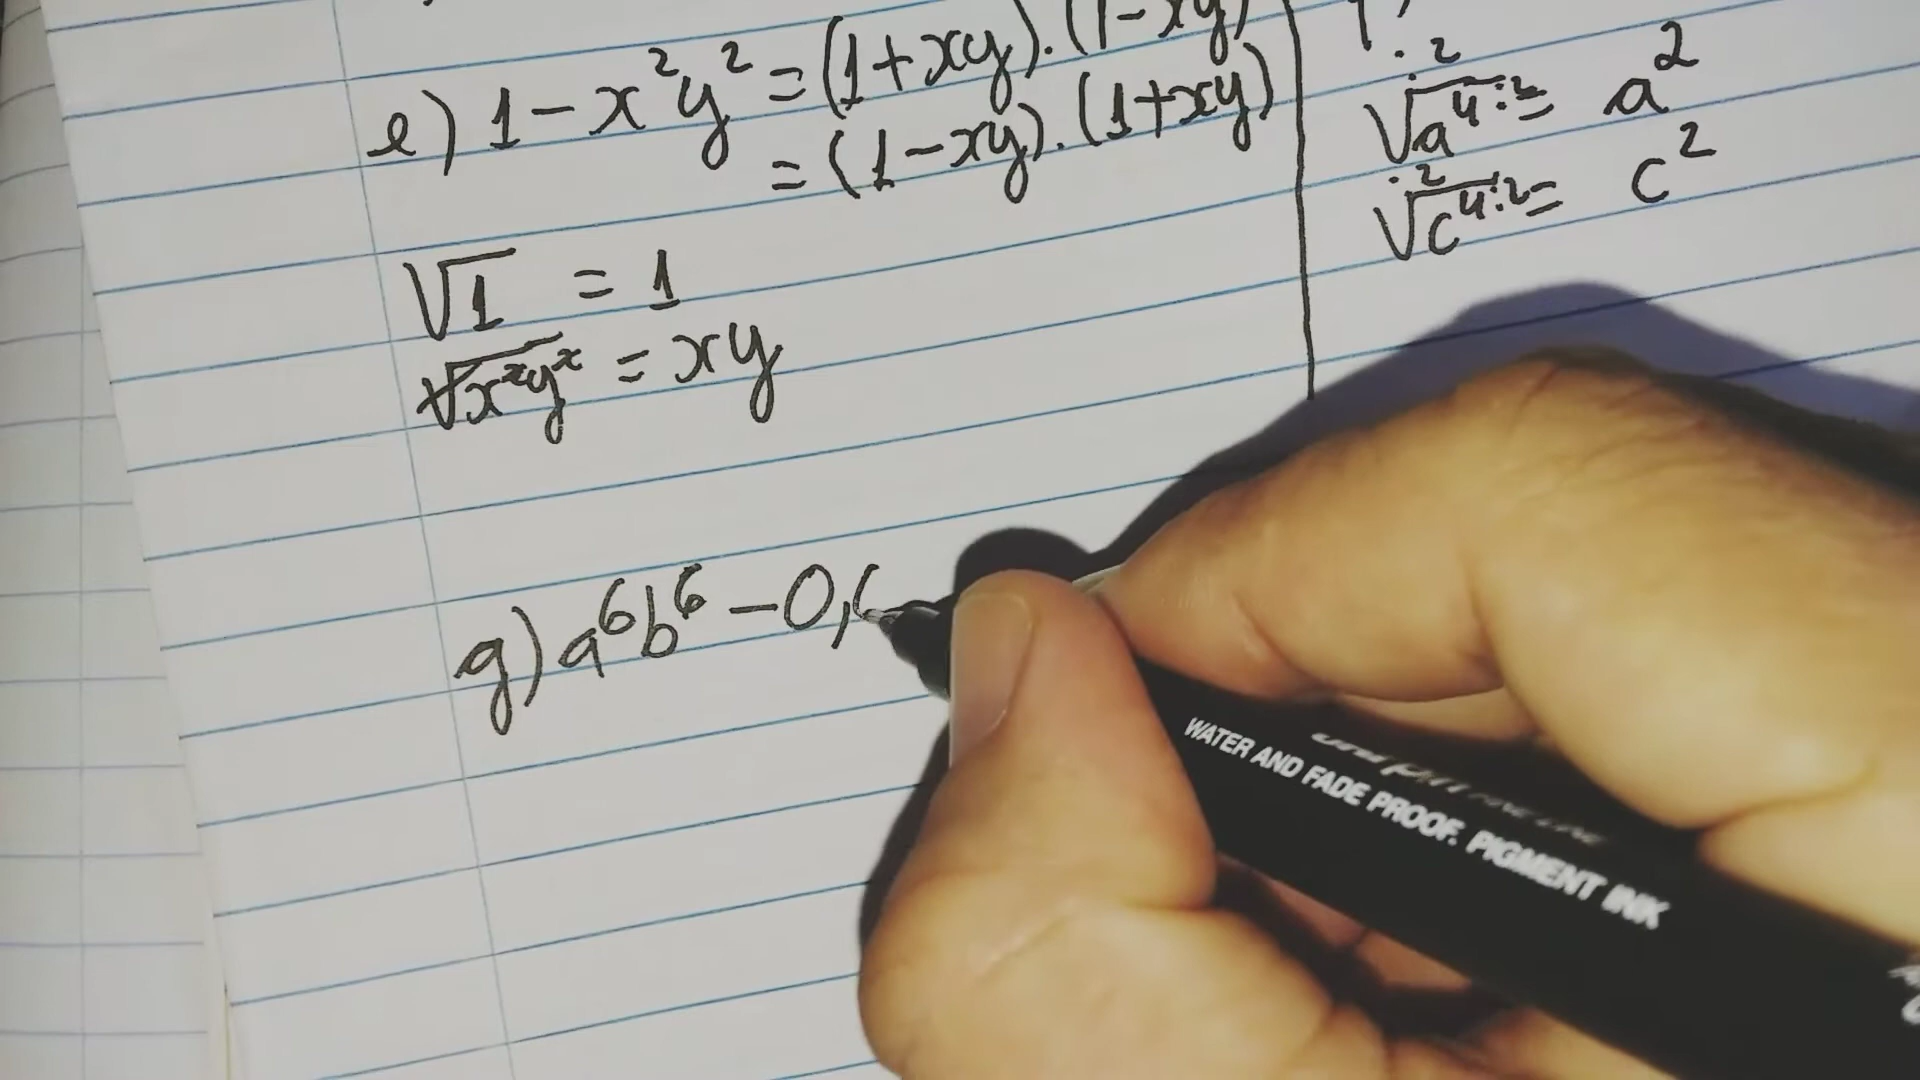 e) 1 - x²y² = (1+xy).(1-xy)
= (1-xy).(1+xy)
√1 = 1
√x²y² = xy
√a⁴:² = a²
√c⁴:² = c²
g) a⁶b⁶ - 0,
WATER AND FADE PROOF. PIGMENT INK